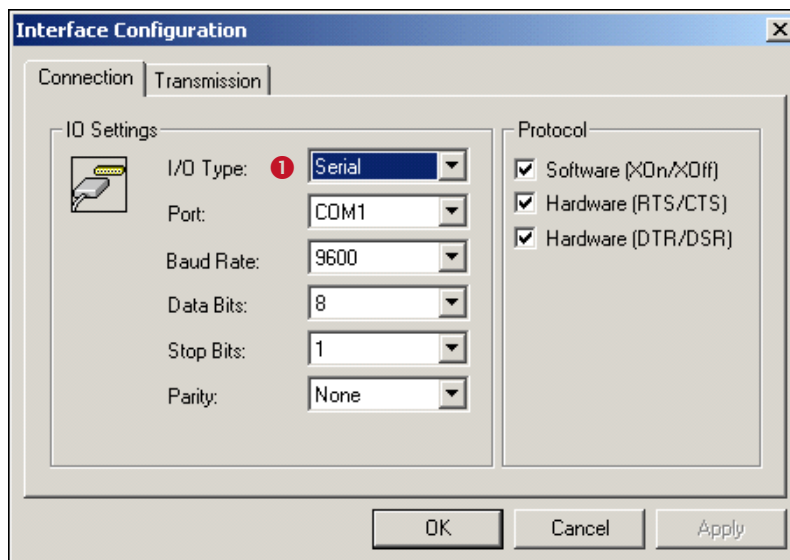 Interface Configuration
Connection
Transmission
IO Settings
I/O Type:
1
Serial
Port:
COM1
Baud Rate:
9600
Data Bits:
8
Stop Bits:
1
Parity:
None
Protocol
Software (XOn/XOff)
Hardware (RTS/CTS)
Hardware (DTR/DSR)
OK
Cancel
Apply